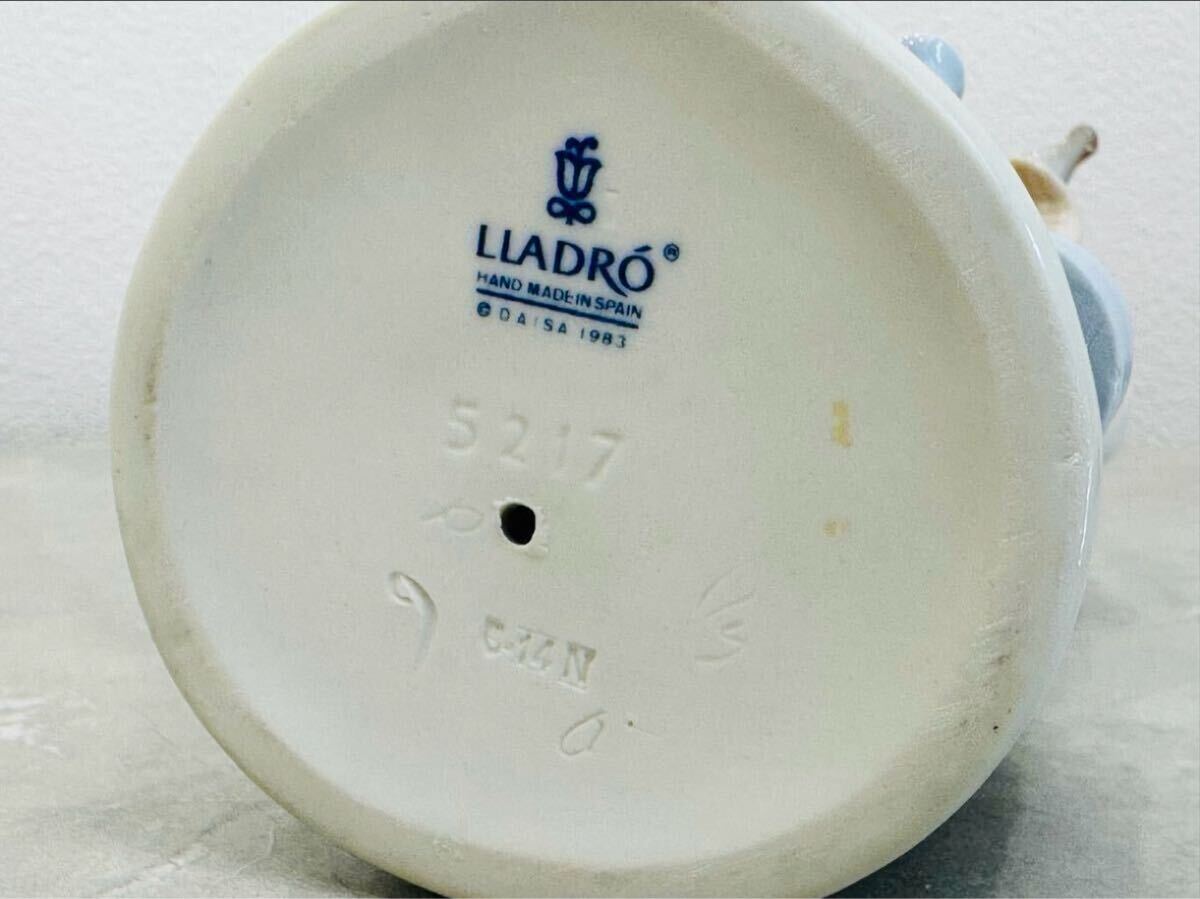 LLADRÓ®
HAND MADE IN SPAIN
© DAISA 1983
5217